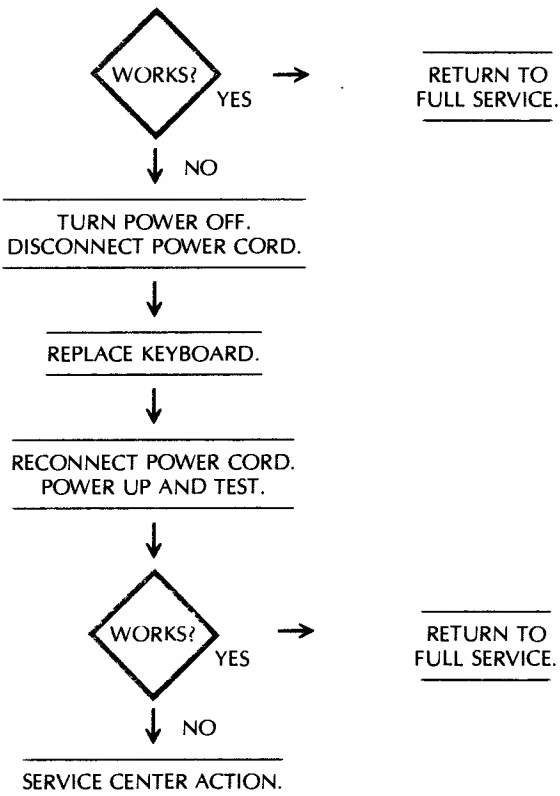 WORKS?
YES
RETURN TO
FULL SERVICE.
NO
TURN POWER OFF.
DISCONNECT POWER CORD.
REPLACE KEYBOARD.
RECONNECT POWER CORD.
POWER UP AND TEST.
WORKS?
YES
RETURN TO
FULL SERVICE.
NO
SERVICE CENTER ACTION.